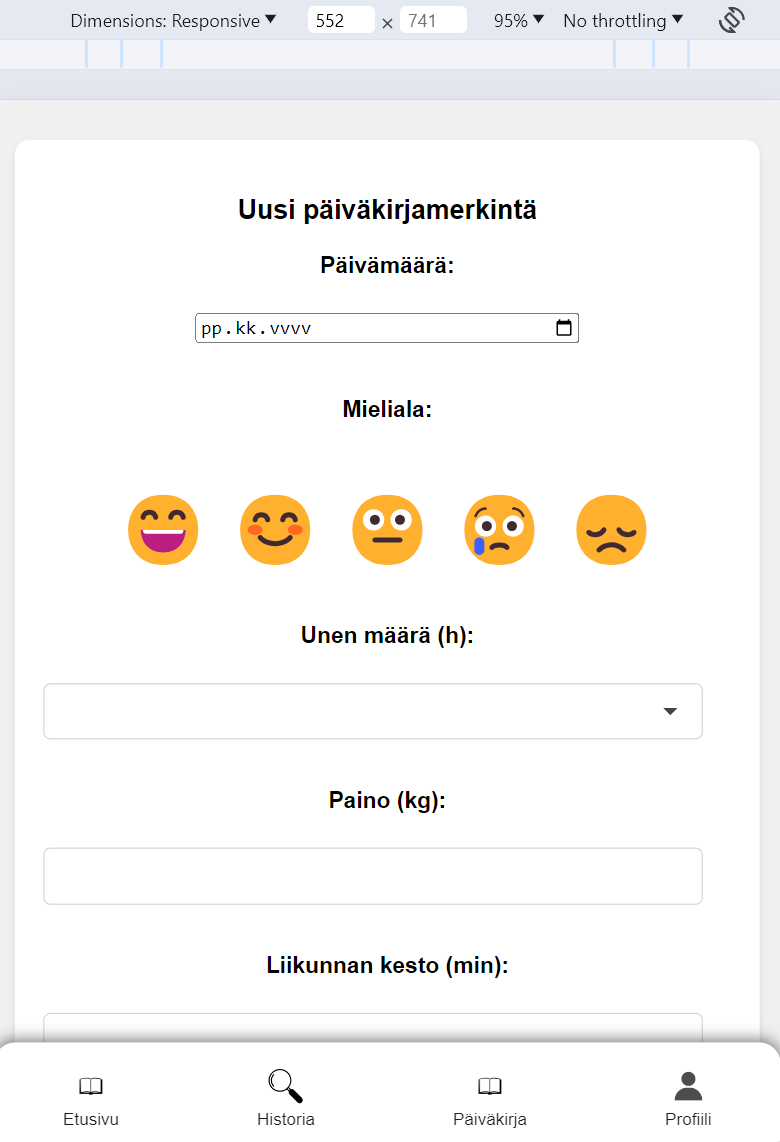 Dimensions: Responsive 552 × 741 95% No throttling
Uusi päiväkirjamerkintä
Päivämäärä:
pp.kk.vvvv
Mieliala:
Unen määrä (h):
Paino (kg):
Liikunnan kesto (min):
Etusivu Historia Päiväkirja Profiili